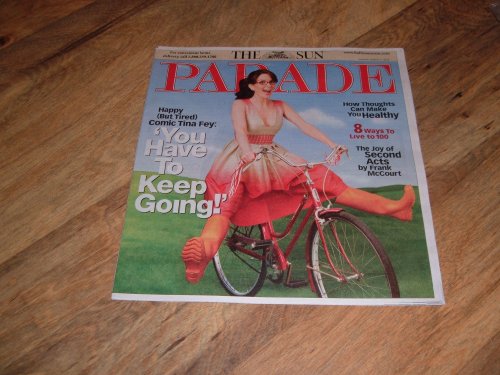 THE SUN
PARADE
Happy
(But Tired)
Comic Tina Fey:
'You
Have
To
Keep
Going!'
How Thoughts
Can Make
You Healthy
8 Ways To
Live to 100
The Joy of
Second
Acts
by Frank
McCourt